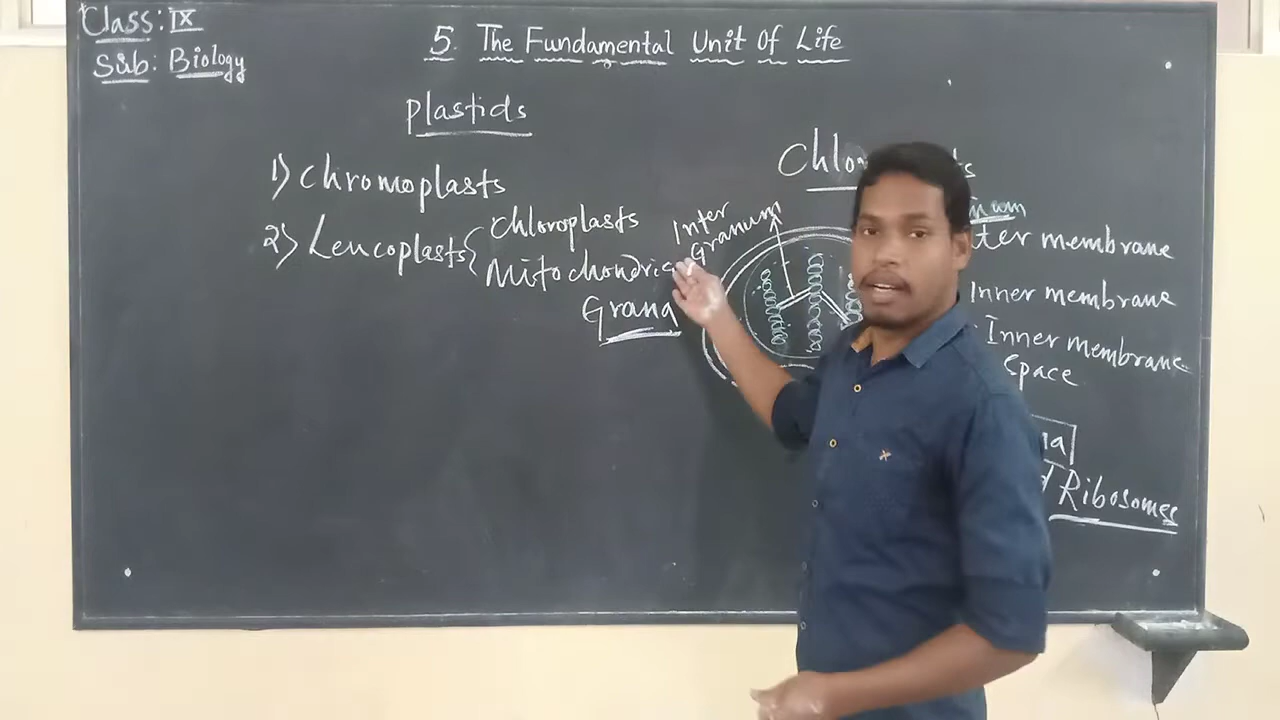 Class: IX
Sub: Biology
5. The Fundamental Unit Of Life
Plastids
1) Chromoplasts
2) Leucoplasts
Chloroplasts
Mitochondria
Grana
Inter
Granum
Outer membrane
Inner membrane
Inner membrane
Space
Ribosomes